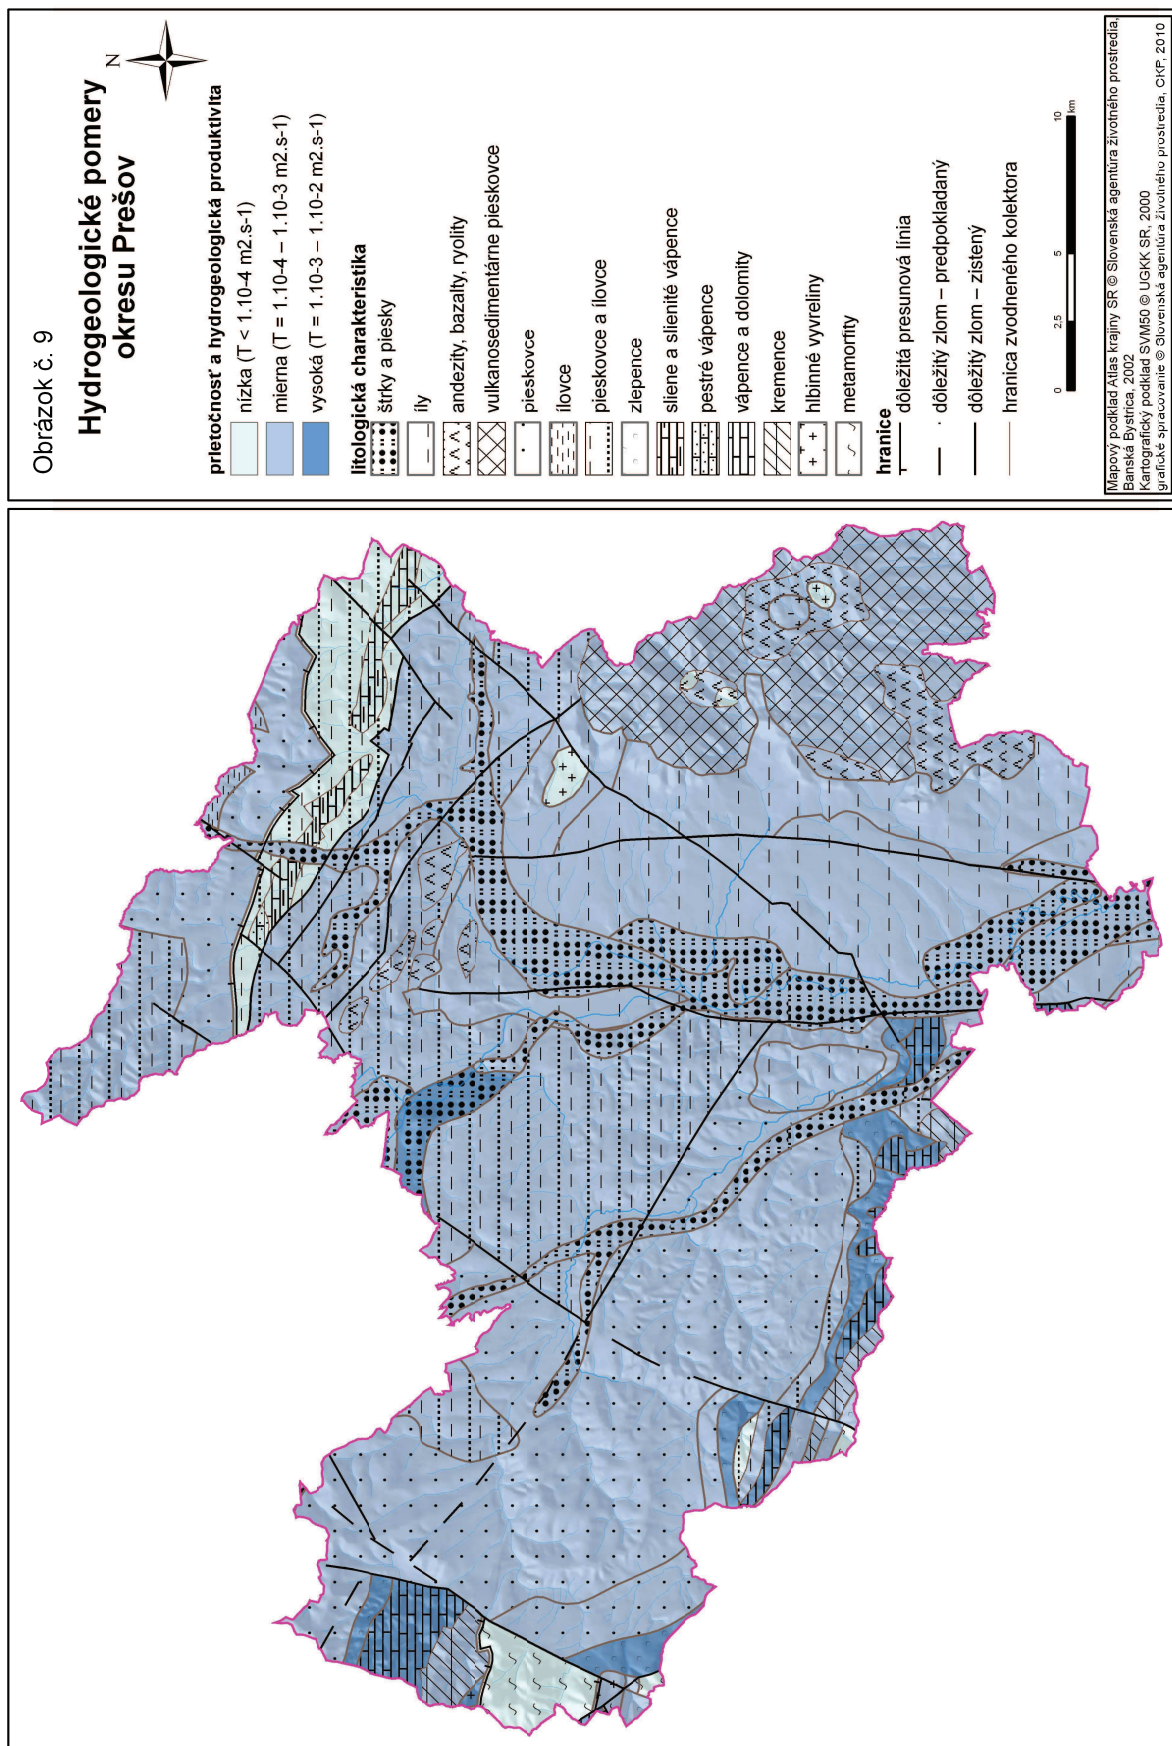 Obrázok č. 9
Hydrogeologické pomery
okresu Prešov
N
prietočnosť a hydrogeologická produktivita
nízka (T < 1.10-4 m2.s-1)
mierna (T = 1.10-4 – 1.10-3 m2.s-1)
vysoká (T = 1.10-3 – 1.10-2 m2.s-1)
litologická charakteristika
štrky a piesky
íly
andezity, bazalty, ryolity
vulkanosedimentárne pieskovce
pieskovce
ílovce
pieskovce a ílovce
zlepence
sliene a slienité vápence
pestré vápence
vápence a dolomity
kremence
hlbinné vyvreliny
metamorfity
hranice
dôležitá presunová línia
dôležitý zlom – predpokladaný
dôležitý zlom – zistený
hranica zvodneného kolektora
0 2,5 5 10
km
Mapový podklad Atlas krajiny SR © Slovenská agentúra životného prostredia,
Banská Bystrica, 2002
Kartografický podklad SVM50 © UGKK SR, 2000
grafické spracovanie © Slovenská agentúra životného prostredia, CKP, 2010